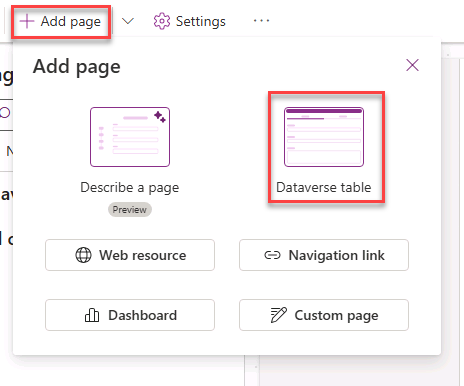 + Add page Settings ...
Add page
Describe a page
Preview
Dataverse table
Web resource
Navigation link
Dashboard
Custom page